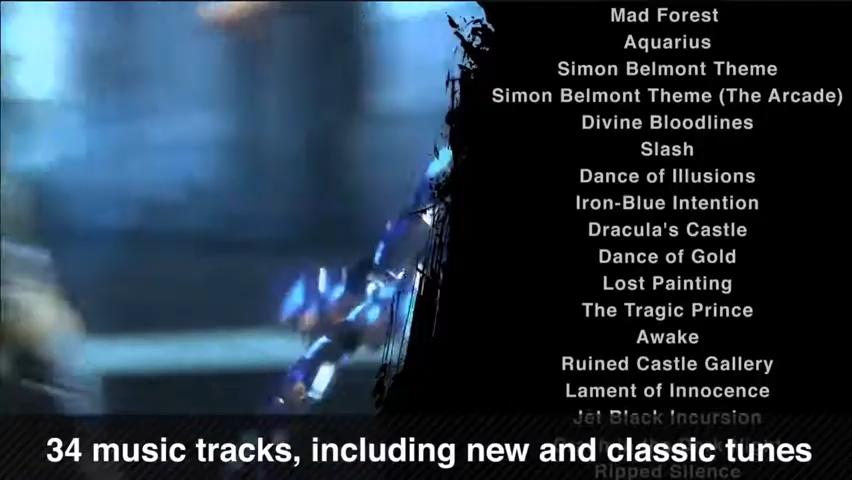 Mad Forest
Aquarius
Simon Belmont Theme
Simon Belmont Theme (The Arcade)
Divine Bloodlines
Slash
Dance of Illusions
Iron-Blue Intention
Dracula's Castle
Dance of Gold
Lost Painting
The Tragic Prince
Awake
Ruined Castle Gallery
Lament of Innocence
Jet Black Incursion
34 music tracks, including new and classic tunes
Ripped Silence